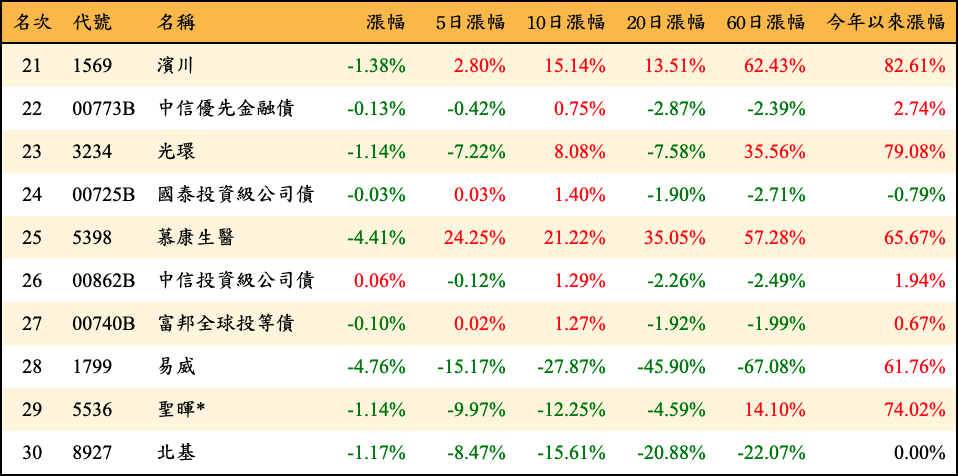 名次 代號 名稱 漲幅 5日漲幅 10日漲幅 20日漲幅 60日漲幅 今年以來漲幅
21 1569 濱川 -1.38% 2.80% 15.14% 13.51% 62.43% 82.61%
22 00773B 中信優先金融債 -0.13% -0.42% 0.75% -2.87% -2.39% 2.74%
23 3234 光環 -1.14% -7.22% 8.08% -7.58% 35.56% 79.08%
24 00725B 國泰投資級公司債 -0.03% 0.03% 1.40% -1.90% -2.71% -0.79%
25 5398 慕康生醫 -4.41% 24.25% 21.22% 35.05% 57.28% 65.67%
26 00862B 中信投資級公司債 0.06% -0.12% 1.29% -2.26% -2.49% 1.94%
27 00740B 富邦全球投等債 -0.10% 0.02% 1.27% -1.92% -1.99% 0.67%
28 1799 易威 -4.76% -15.17% -27.87% -45.90% -67.08% 61.76%
29 5536 聖暉* -1.14% -9.97% -12.25% -4.59% 14.10% 74.02%
30 8927 北基 -1.17% -8.47% -15.61% -20.88% -22.07% 0.00%